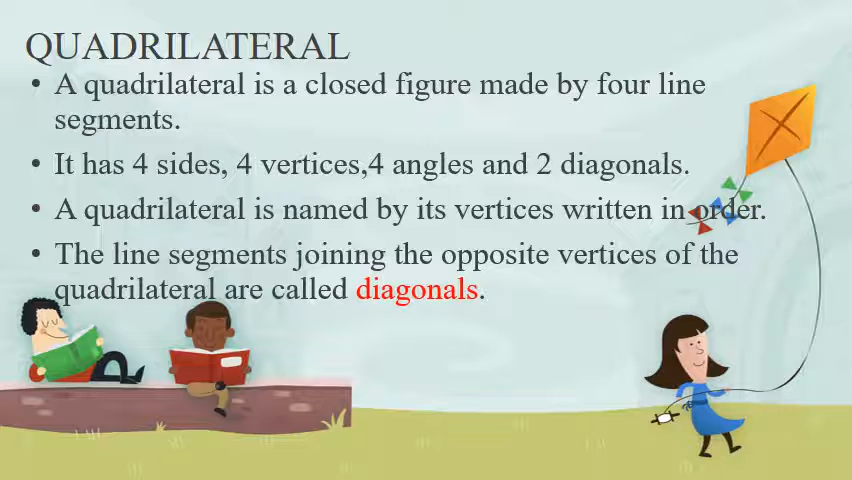 QUADRILATERAL
• A quadrilateral is a closed figure made by four line
segments.
• It has 4 sides, 4 vertices,4 angles and 2 diagonals.
• A quadrilateral is named by its vertices written in order.
• The line segments joining the opposite vertices of the
quadrilateral are called diagonals.